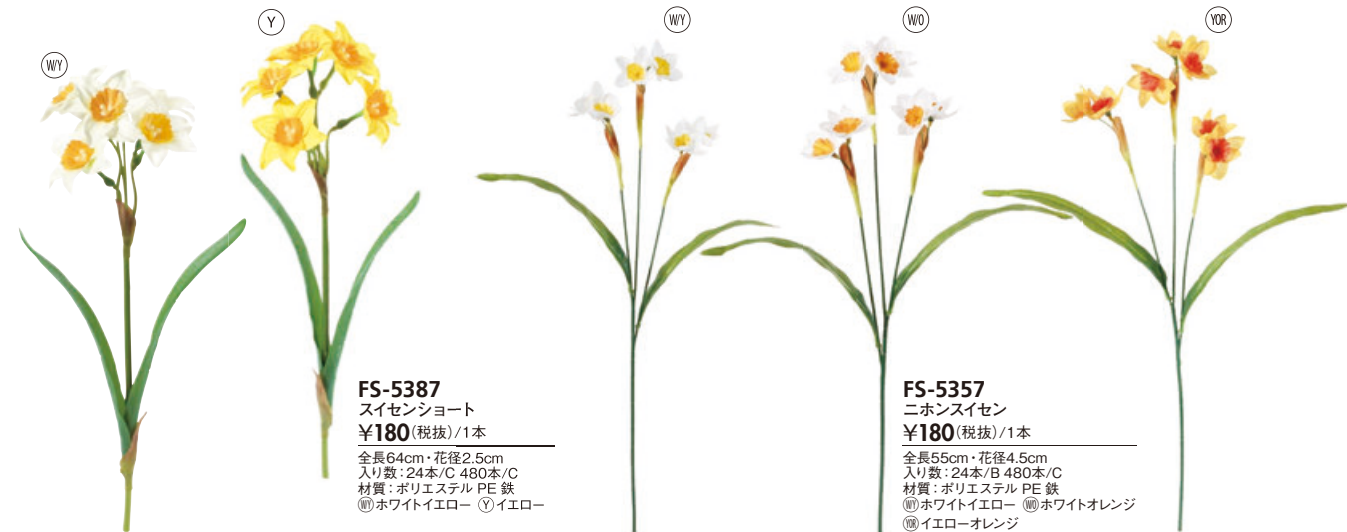 W/Y
Y
W/Y
W/O
YOR
FS-5387
スイセンショート
¥180(税抜)/1本
全長64cm・花径2.5cm
入り数:24本/C 480本/C
材質:ポリエステル PE 鉄
W/Y ホワイトイエロー Y イエロー
FS-5357
ニホンスイセン
¥180(税抜)/1本
全長55cm・花径4.5cm
入り数:24本/B 480本/C
材質:ポリエステル PE 鉄
W/Y ホワイトイエロー W/O ホワイトオレンジ
YOR イエローオレンジ